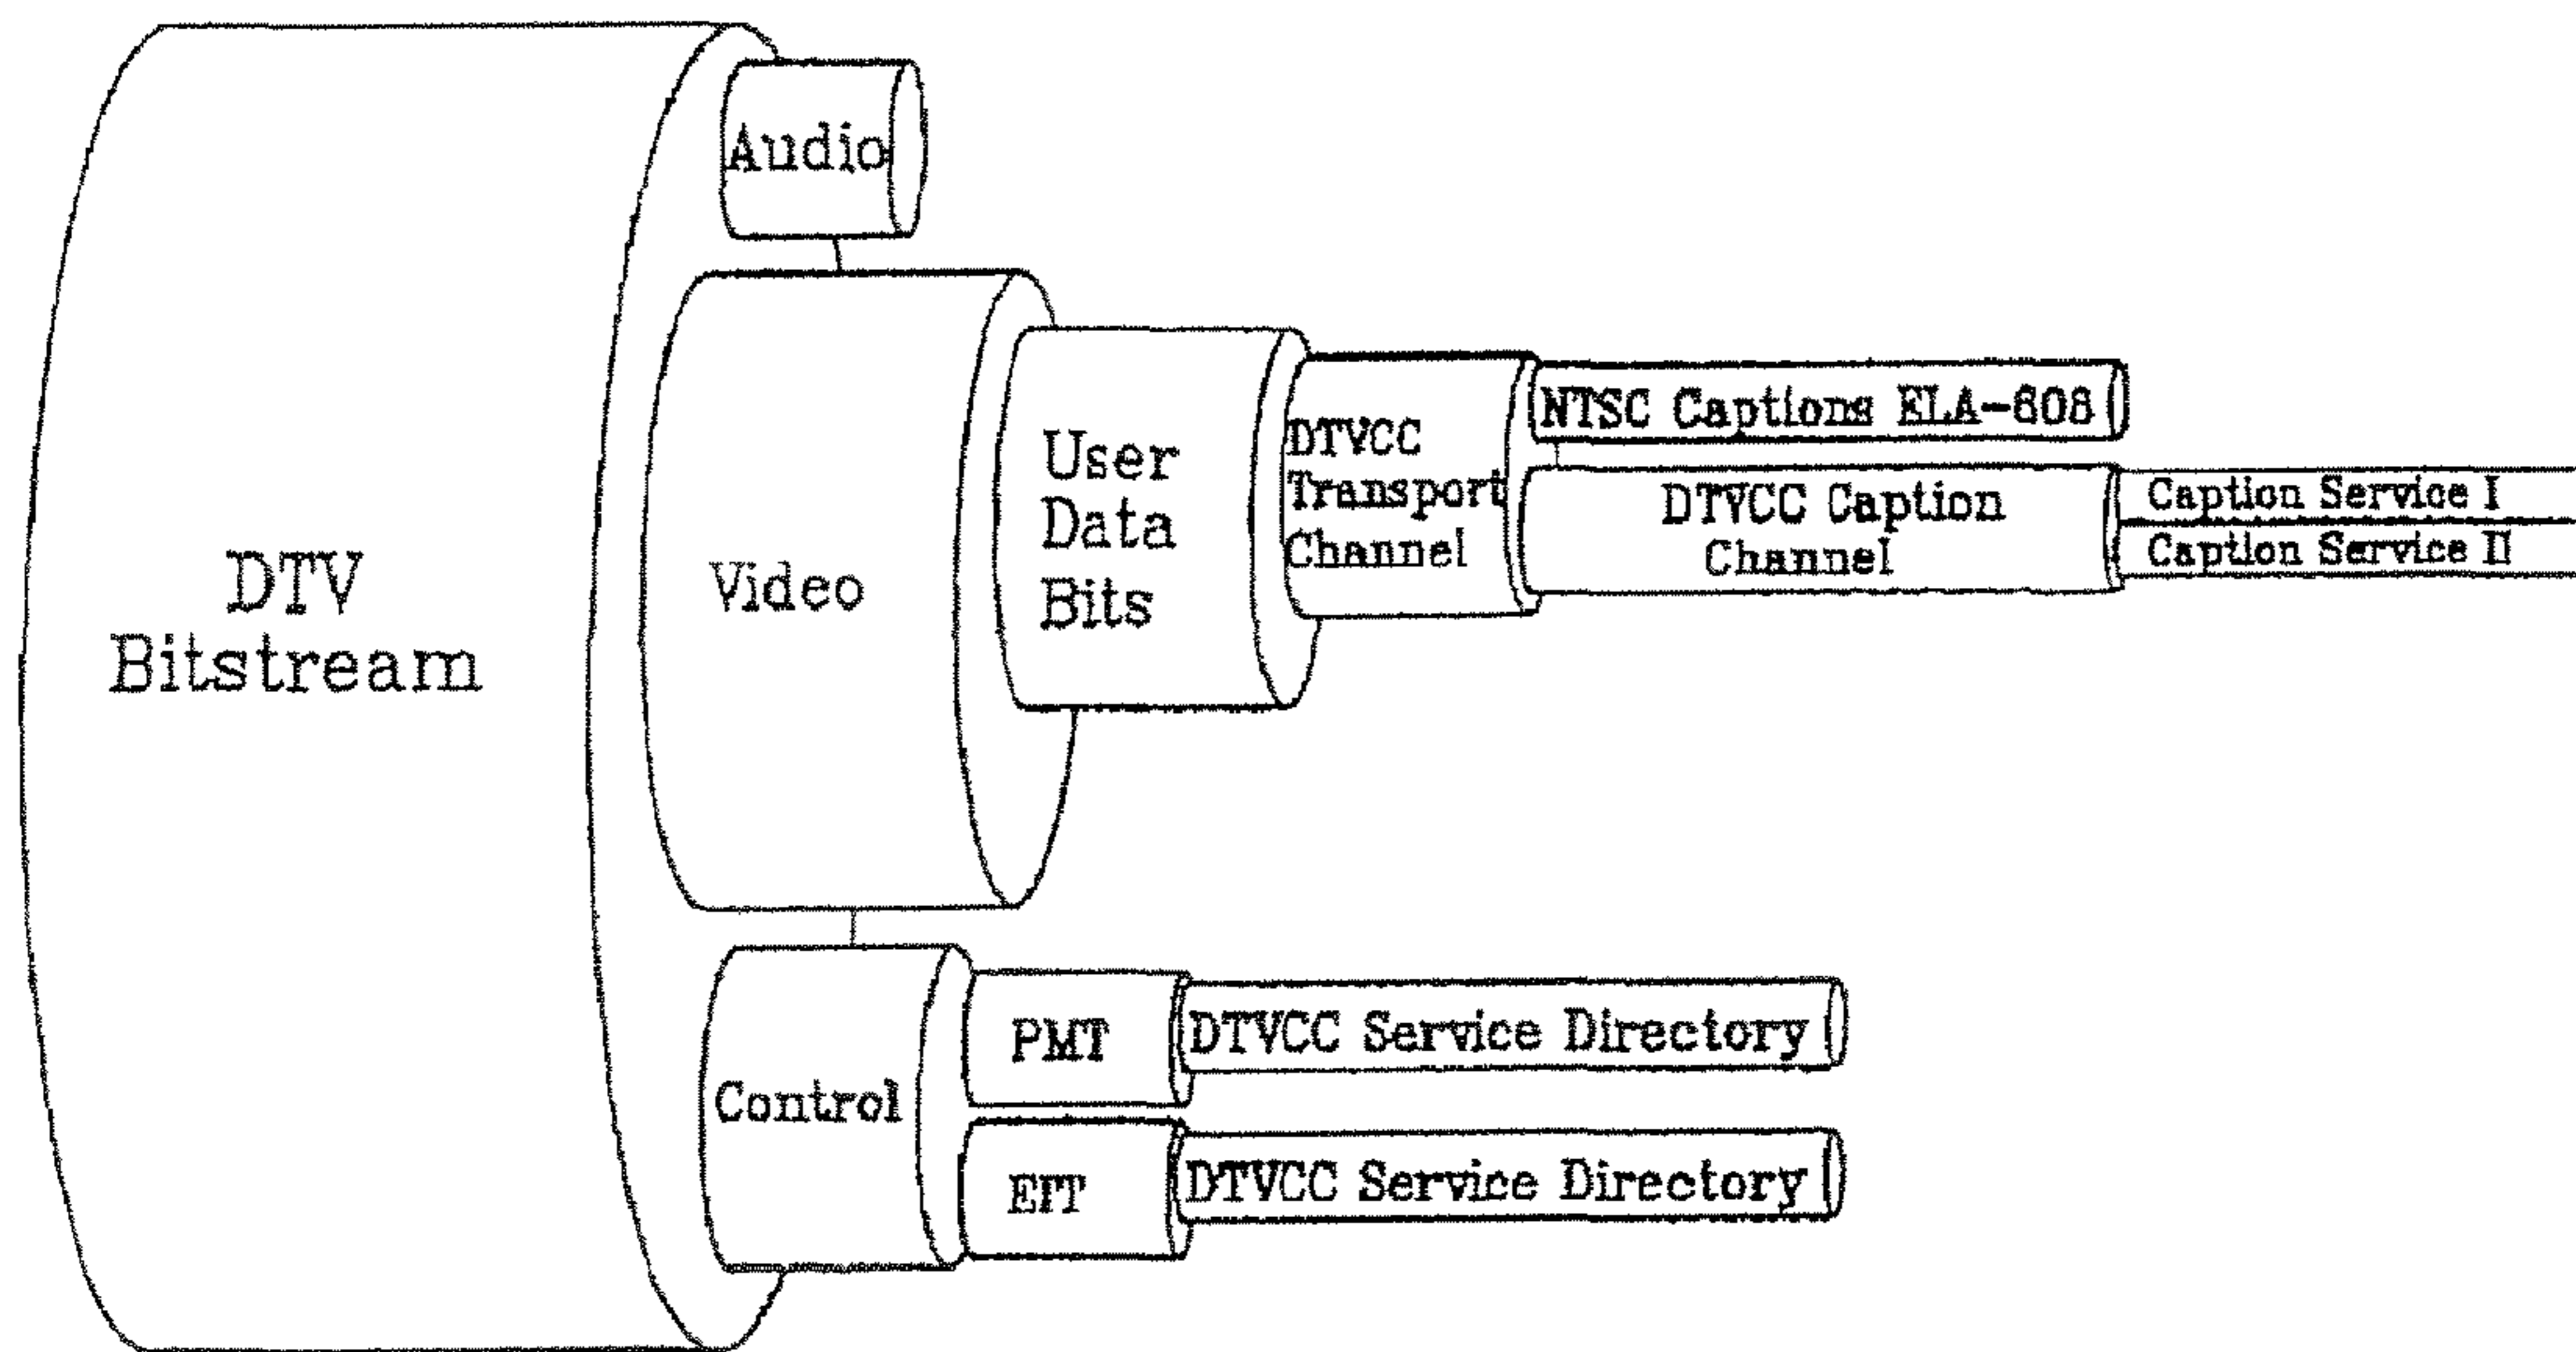 Audio
DTV
Bitstream
Video
User
Data
Bits
DTVCC
Transport
Channel
NTSC Captions ELA-608
DTVCC Caption
Channel
Caption Service I
Caption Service II
Control
PMT
DTVCC Service Directory
EIT
DTVCC Service Directory